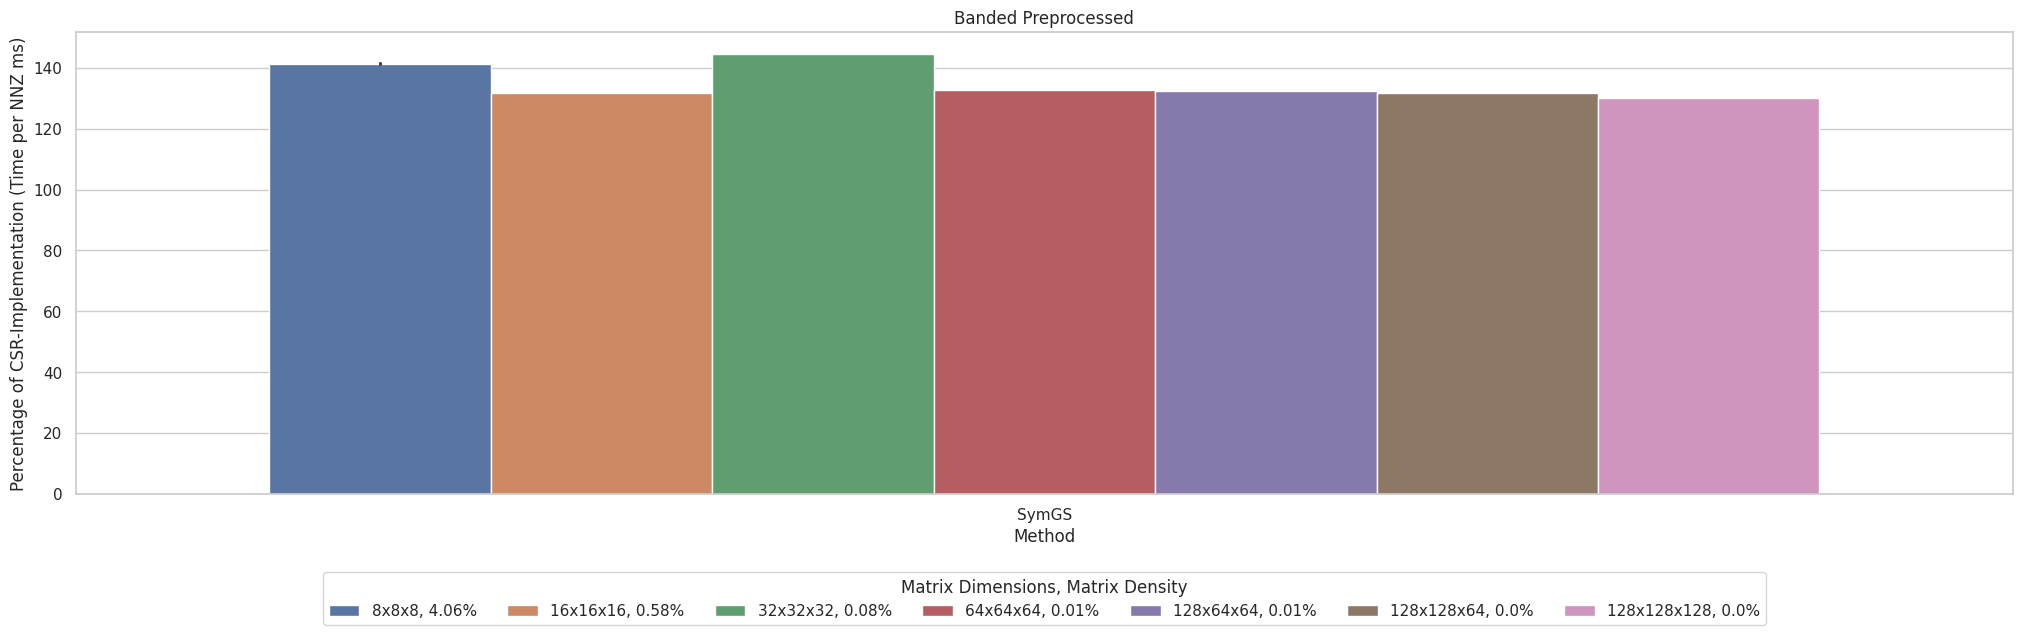 Banded Preprocessed
Percentage of CSR-Implementation (Time per NNZ ms)
140
120
100
80
60
40
20
0
SymGS
Method
Matrix Dimensions, Matrix Density
8x8x8, 4.06% 16x16x16, 0.58% 32x32x32, 0.08% 64x64x64, 0.01% 128x64x64, 0.01% 128x128x64, 0.0% 128x128x128, 0.0%